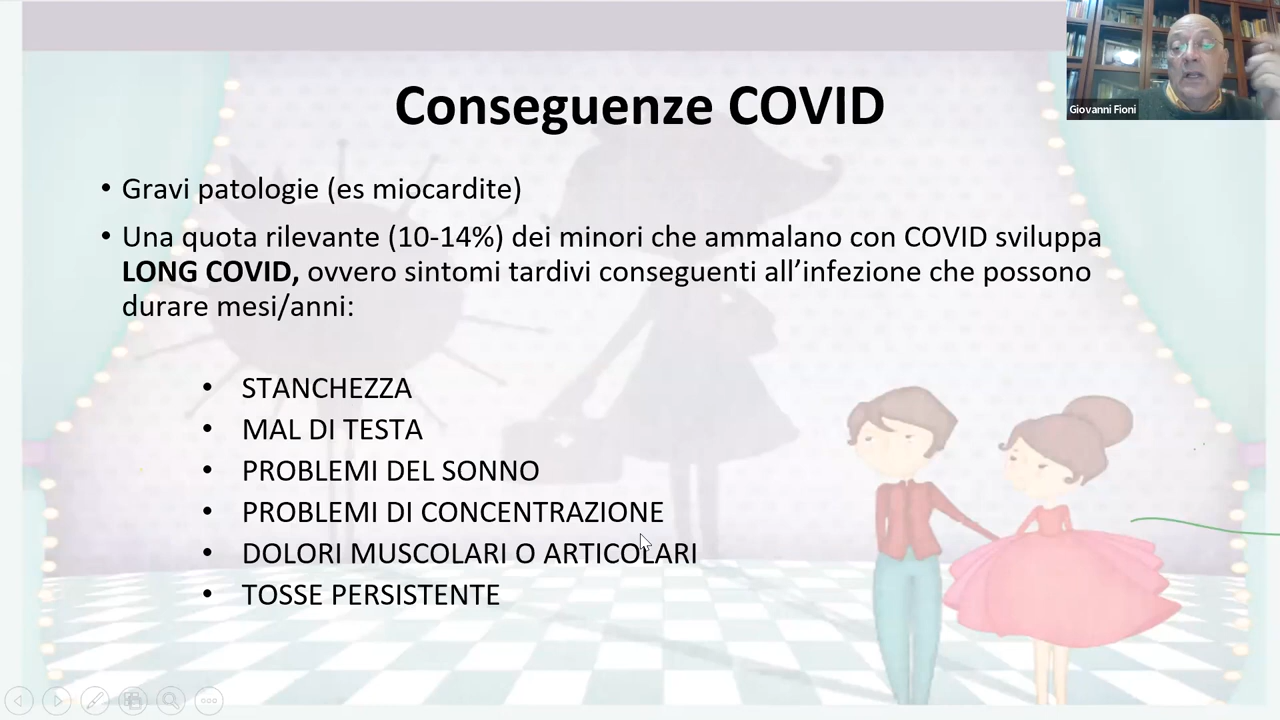 Conseguenze COVID
Giovanni Fioni
• Gravi patologie (es miocardite)
• Una quota rilevante (10-14%) dei minori che ammalano con COVID sviluppa
LONG COVID, ovvero sintomi tardivi conseguenti all’infezione che possono
durare mesi/anni:
• STANCHEZZA
• MAL DI TESTA
• PROBLEMI DEL SONNO
• PROBLEMI DI CONCENTRAZIONE
• DOLORI MUSCOLARI O ARTICOLARI
• TOSSE PERSISTENTE